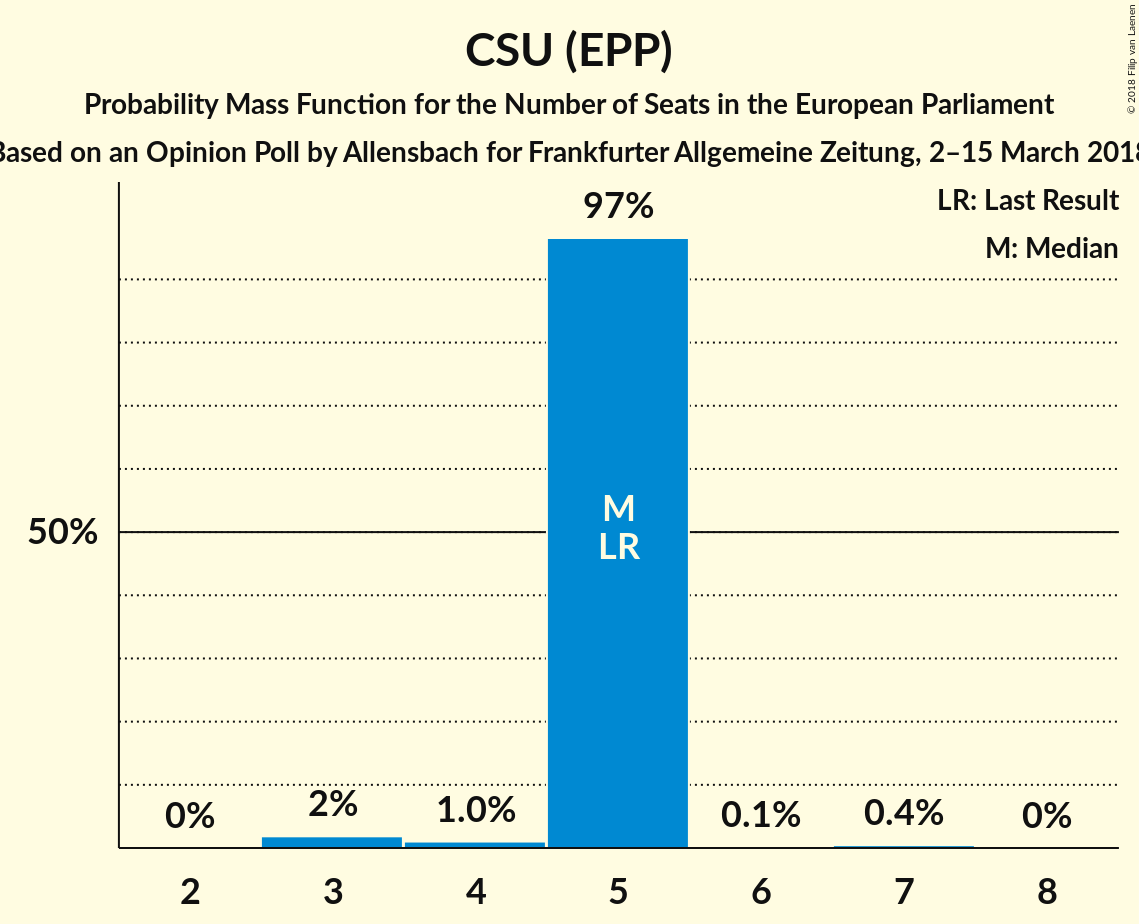 CSU (EPP)
Probability Mass Function for the Number of Seats in the European Parliament
Based on an Opinion Poll by Allensbach for Frankfurter Allgemeine Zeitung, 2–15 March 2018
© 2018 Filip van Laenen
LR: Last Result
M: Median
97%
50%
M
LR
0%
2%
1.0%
0.1%
0.4%
0%
2 3 4 5 6 7 8